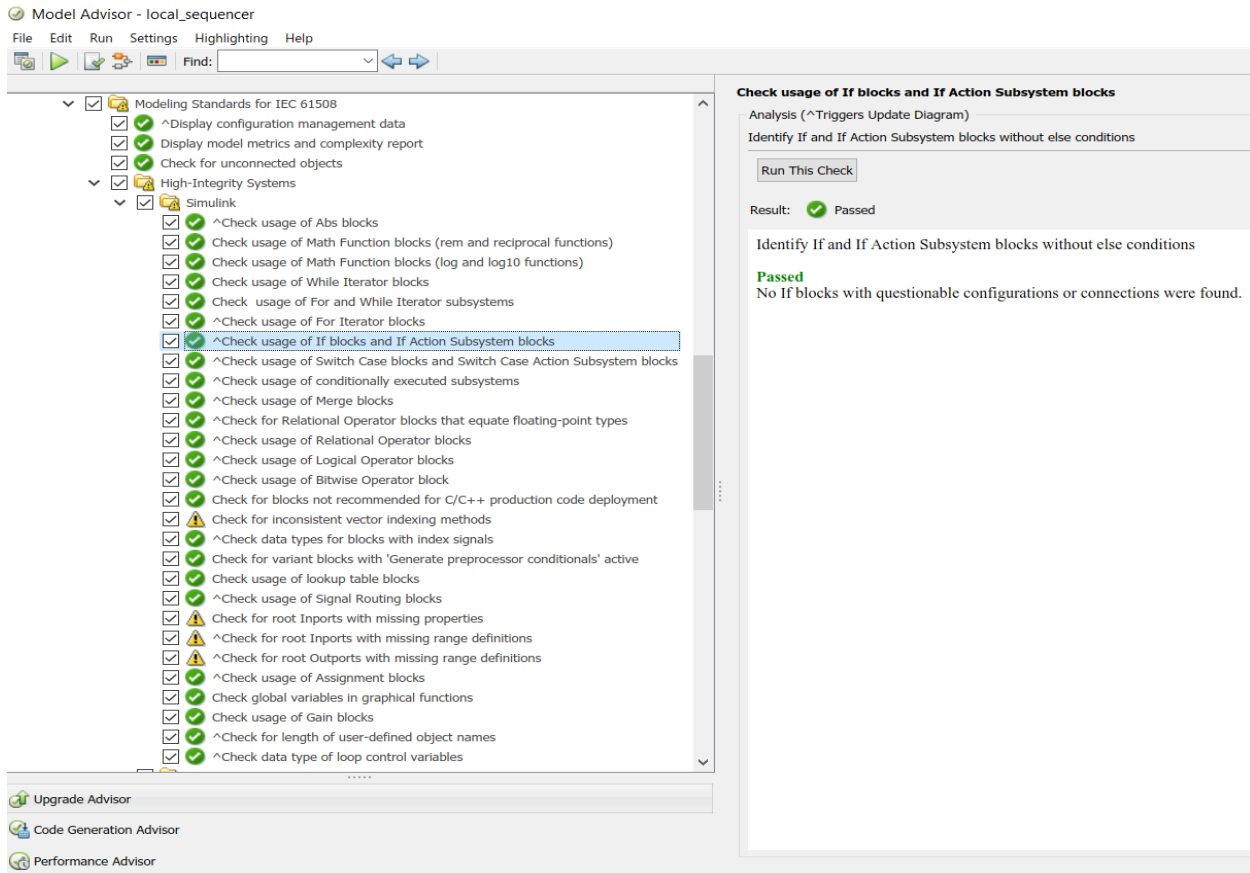 Model Advisor - local_sequencer
File Edit Run Settings Highlighting Help
Find:
Modeling Standards for IEC 61508
^Display configuration management data
Display model metrics and complexity report
Check for unconnected objects
High-Integrity Systems
Simulink
^Check usage of Abs blocks
Check usage of Math Function blocks (rem and reciprocal functions)
Check usage of Math Function blocks (log and log10 functions)
Check usage of While Iterator blocks
Check  usage of For and While Iterator subsystems
^Check usage of For Iterator blocks
^Check usage of If blocks and If Action Subsystem blocks
^Check usage of Switch Case blocks and Switch Case Action Subsystem blocks
^Check usage of conditionally executed subsystems
^Check usage of Merge blocks
^Check for Relational Operator blocks that equate floating-point types
^Check usage of Relational Operator blocks
^Check usage of Logical Operator blocks
^Check usage of Bitwise Operator block
Check for blocks not recommended for C/C++ production code deployment
Check for inconsistent vector indexing methods
^Check data types for blocks with index signals
Check for variant blocks with 'Generate preprocessor conditionals' active
Check usage of lookup table blocks
^Check usage of Signal Routing blocks
Check for root Inports with missing properties
^Check for root Inports with missing range definitions
^Check for root Outports with missing range definitions
^Check usage of Assignment blocks
Check global variables in graphical functions
Check usage of Gain blocks
^Check for length of user-defined object names
^Check data type of loop control variables
Upgrade Advisor
Code Generation Advisor
Performance Advisor
Check usage of If blocks and If Action Subsystem blocks
Analysis (^Triggers Update Diagram)
Identify If and If Action Subsystem blocks without else conditions
Run This Check
Result: Passed
Identify If and If Action Subsystem blocks without else conditions
Passed
No If blocks with questionable configurations or connections were found.